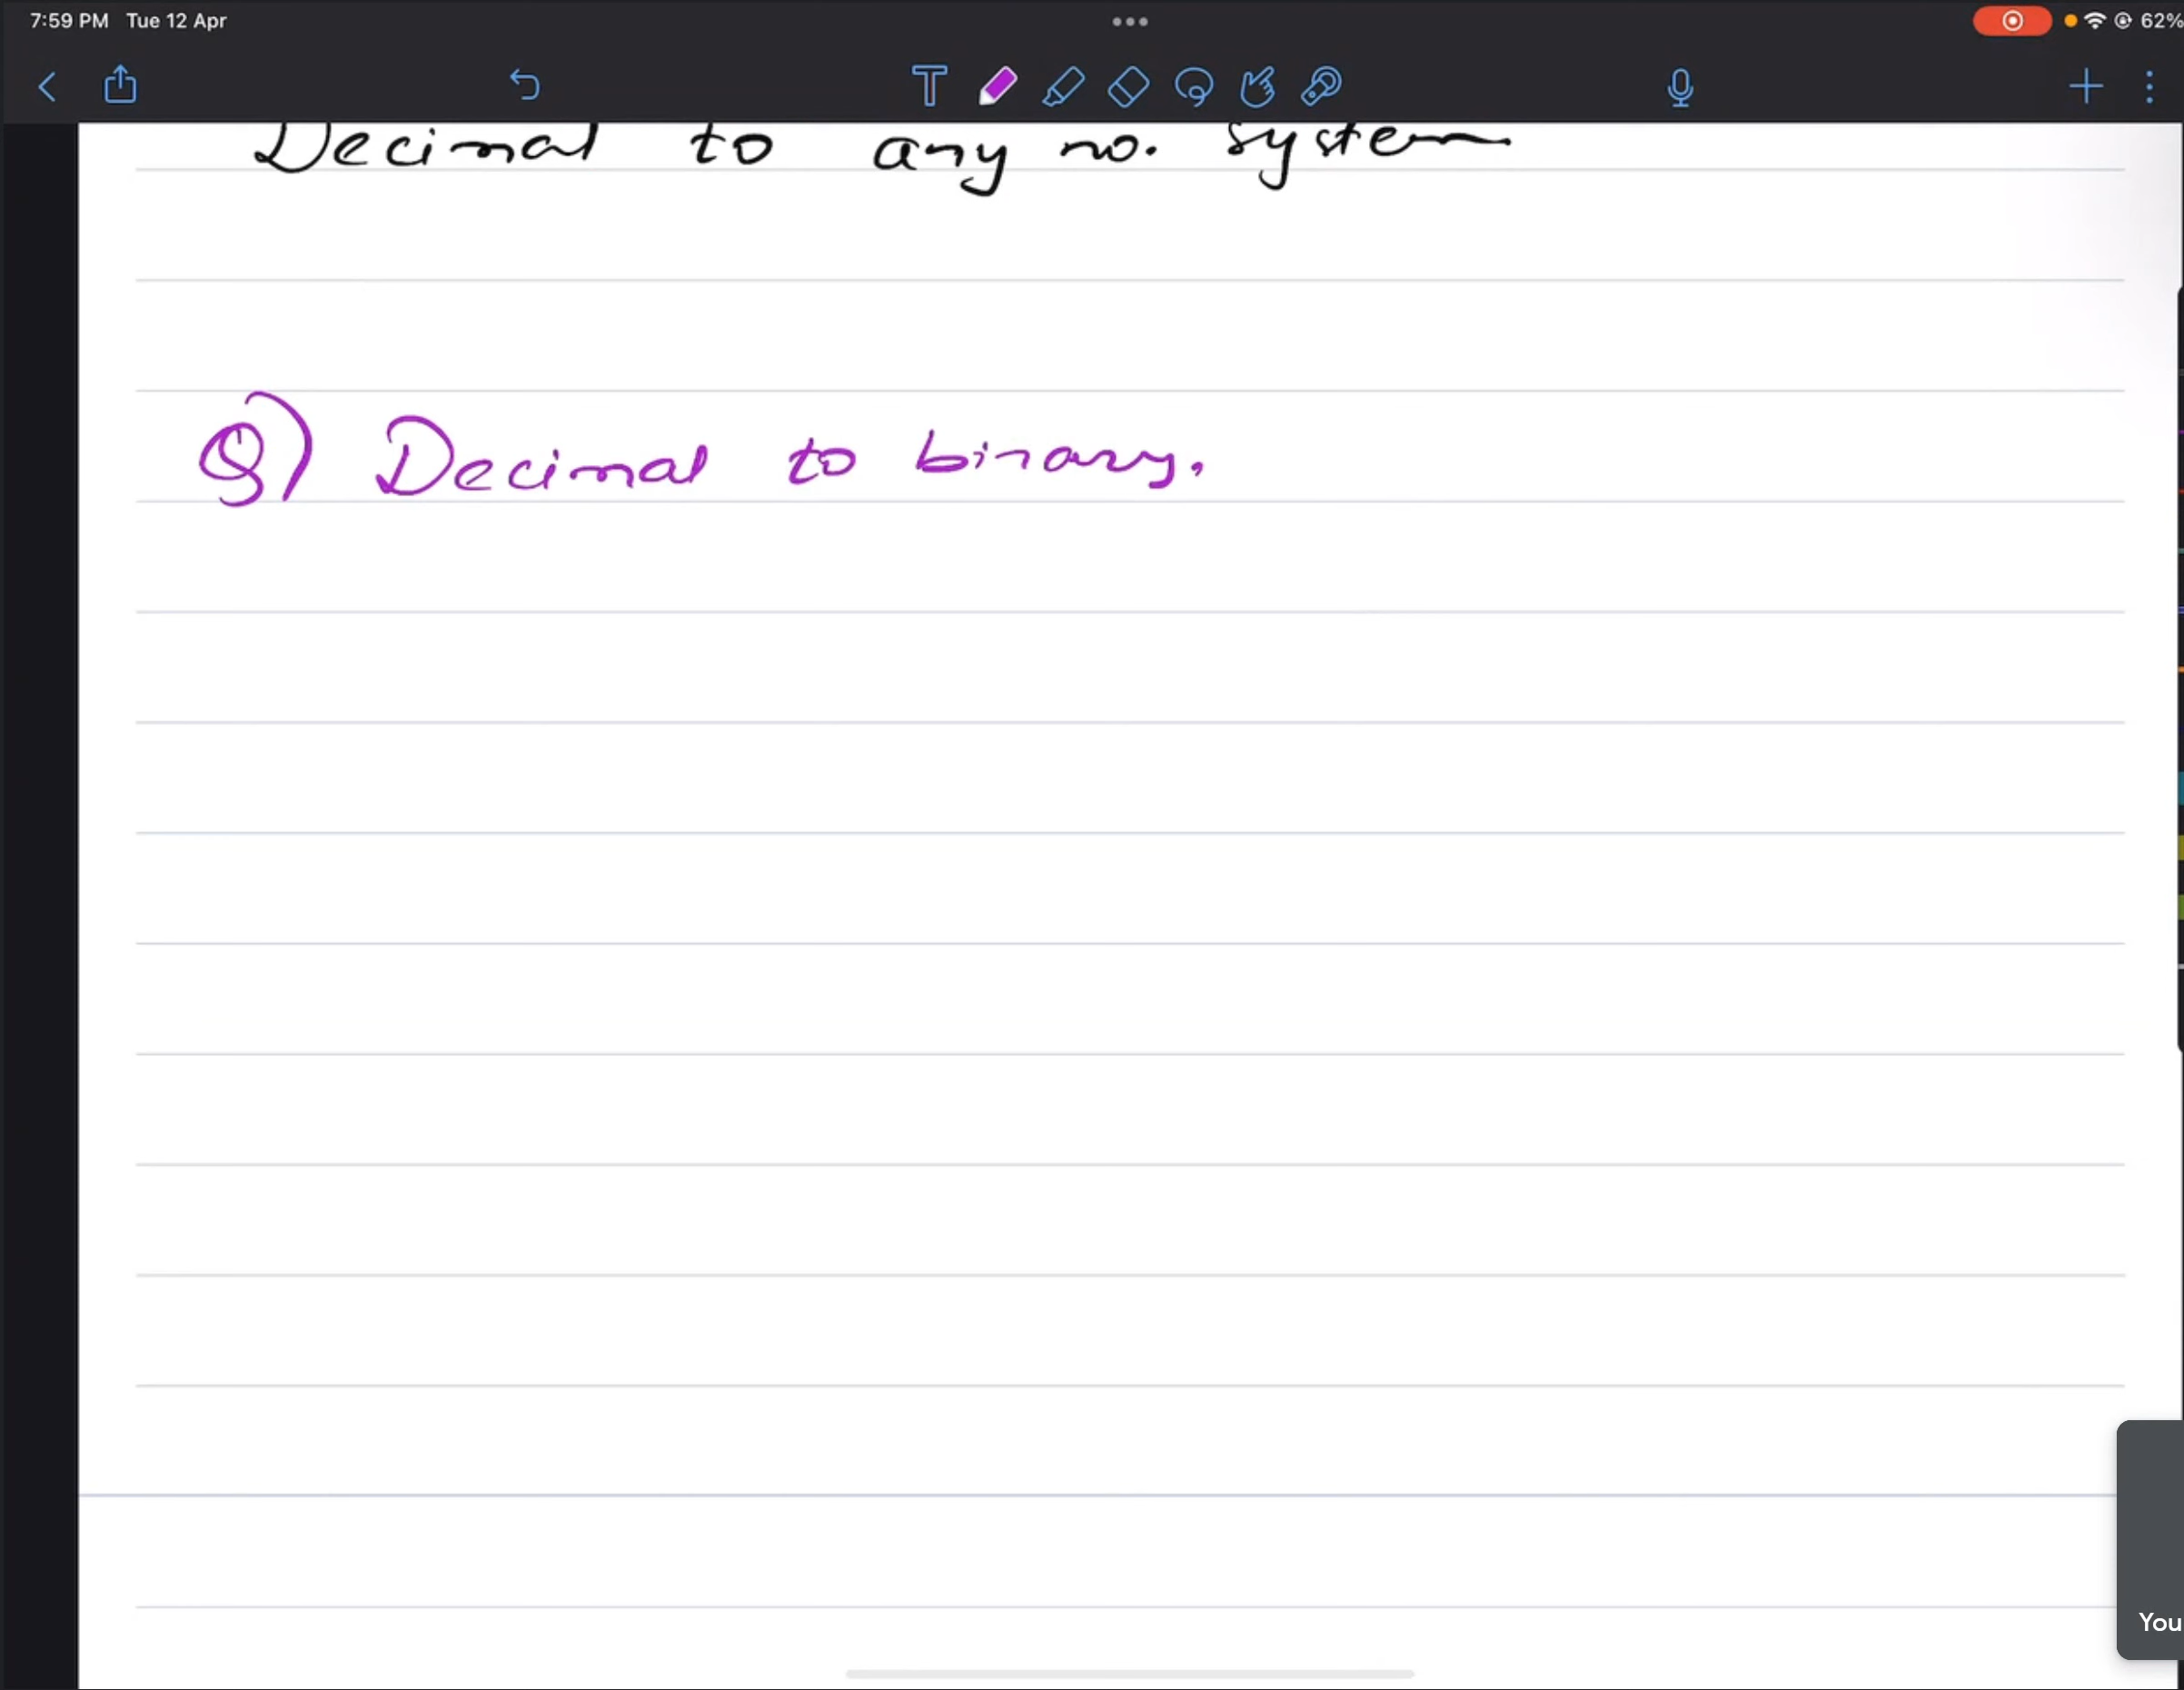 7:59 PM Tue 12 Apr
62%
Decimal to any no. system
Q) Decimal to binary.
You